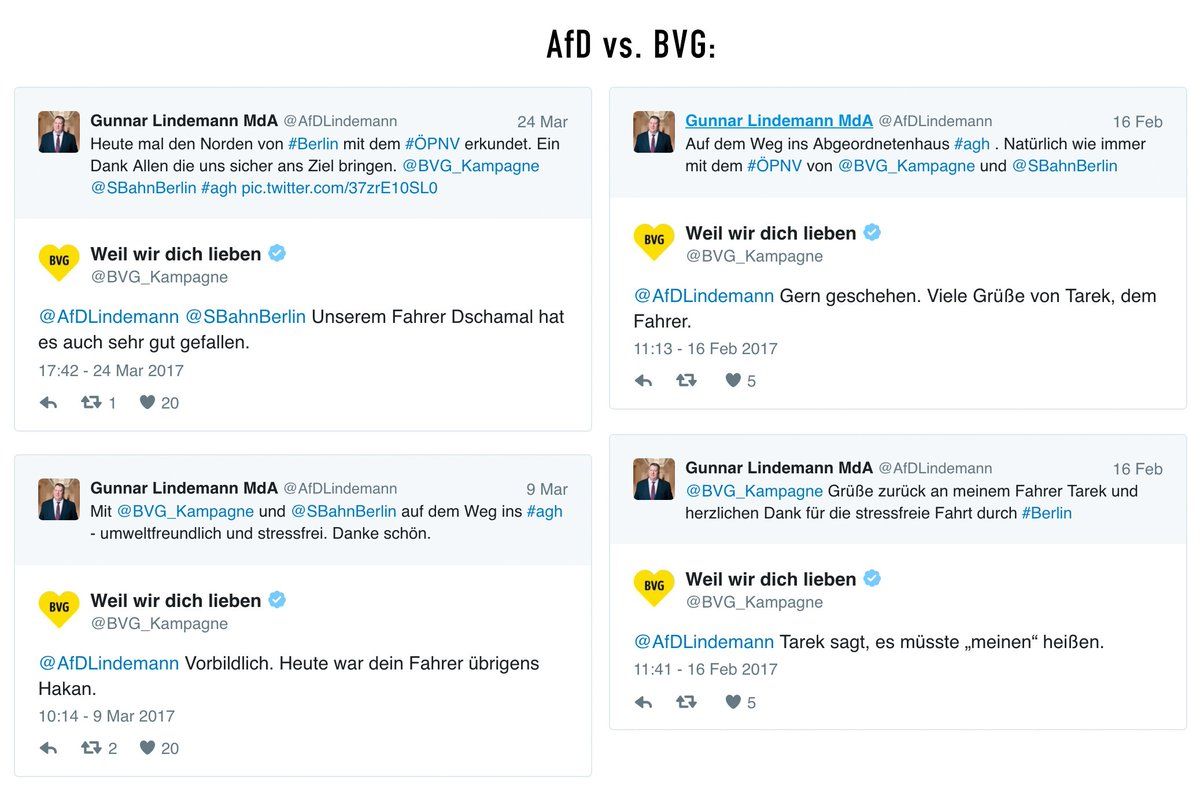 AfD vs. BVG:
Gunnar Lindemann MdA @AfDLindemann 24 Mar
Heute mal den Norden von #Berlin mit dem #ÖPNV erkundet. Ein
Dank Allen die uns sicher ans Ziel bringen. @BVG_Kampagne
@SBahnBerlin #agh pic.twitter.com/37zrE10SL0
BVG
Weil wir dich lieben
@BVG_Kampagne
@AfDLindemann @SBahnBerlin Unserem Fahrer Dschamal hat
es auch sehr gut gefallen.
17:42 - 24 Mar 2017
1 20
Gunnar Lindemann MdA @AfDLindemann 9 Mar
Mit @BVG_Kampagne und @SBahnBerlin auf dem Weg ins #agh
- umweltfreundlich und stressfrei. Danke schön.
BVG
Weil wir dich lieben
@BVG_Kampagne
@AfDLindemann Vorbildlich. Heute war dein Fahrer übrigens
Hakan.
10:14 - 9 Mar 2017
2 20
Gunnar Lindemann MdA @AfDLindemann 16 Feb
Auf dem Weg ins Abgeordnetenhaus #agh . Natürlich wie immer
mit dem #ÖPNV von @BVG_Kampagne und @SBahnBerlin
BVG
Weil wir dich lieben
@BVG_Kampagne
@AfDLindemann Gern geschehen. Viele Grüße von Tarek, dem
Fahrer.
11:13 - 16 Feb 2017
5
Gunnar Lindemann MdA @AfDLindemann 16 Feb
@BVG_Kampagne Grüße zurück an meinem Fahrer Tarek und
herzlichen Dank für die stressfreie Fahrt durch #Berlin
BVG
Weil wir dich lieben
@BVG_Kampagne
@AfDLindemann Tarek sagt, es müsste „meinen“ heißen.
11:41 - 16 Feb 2017
5